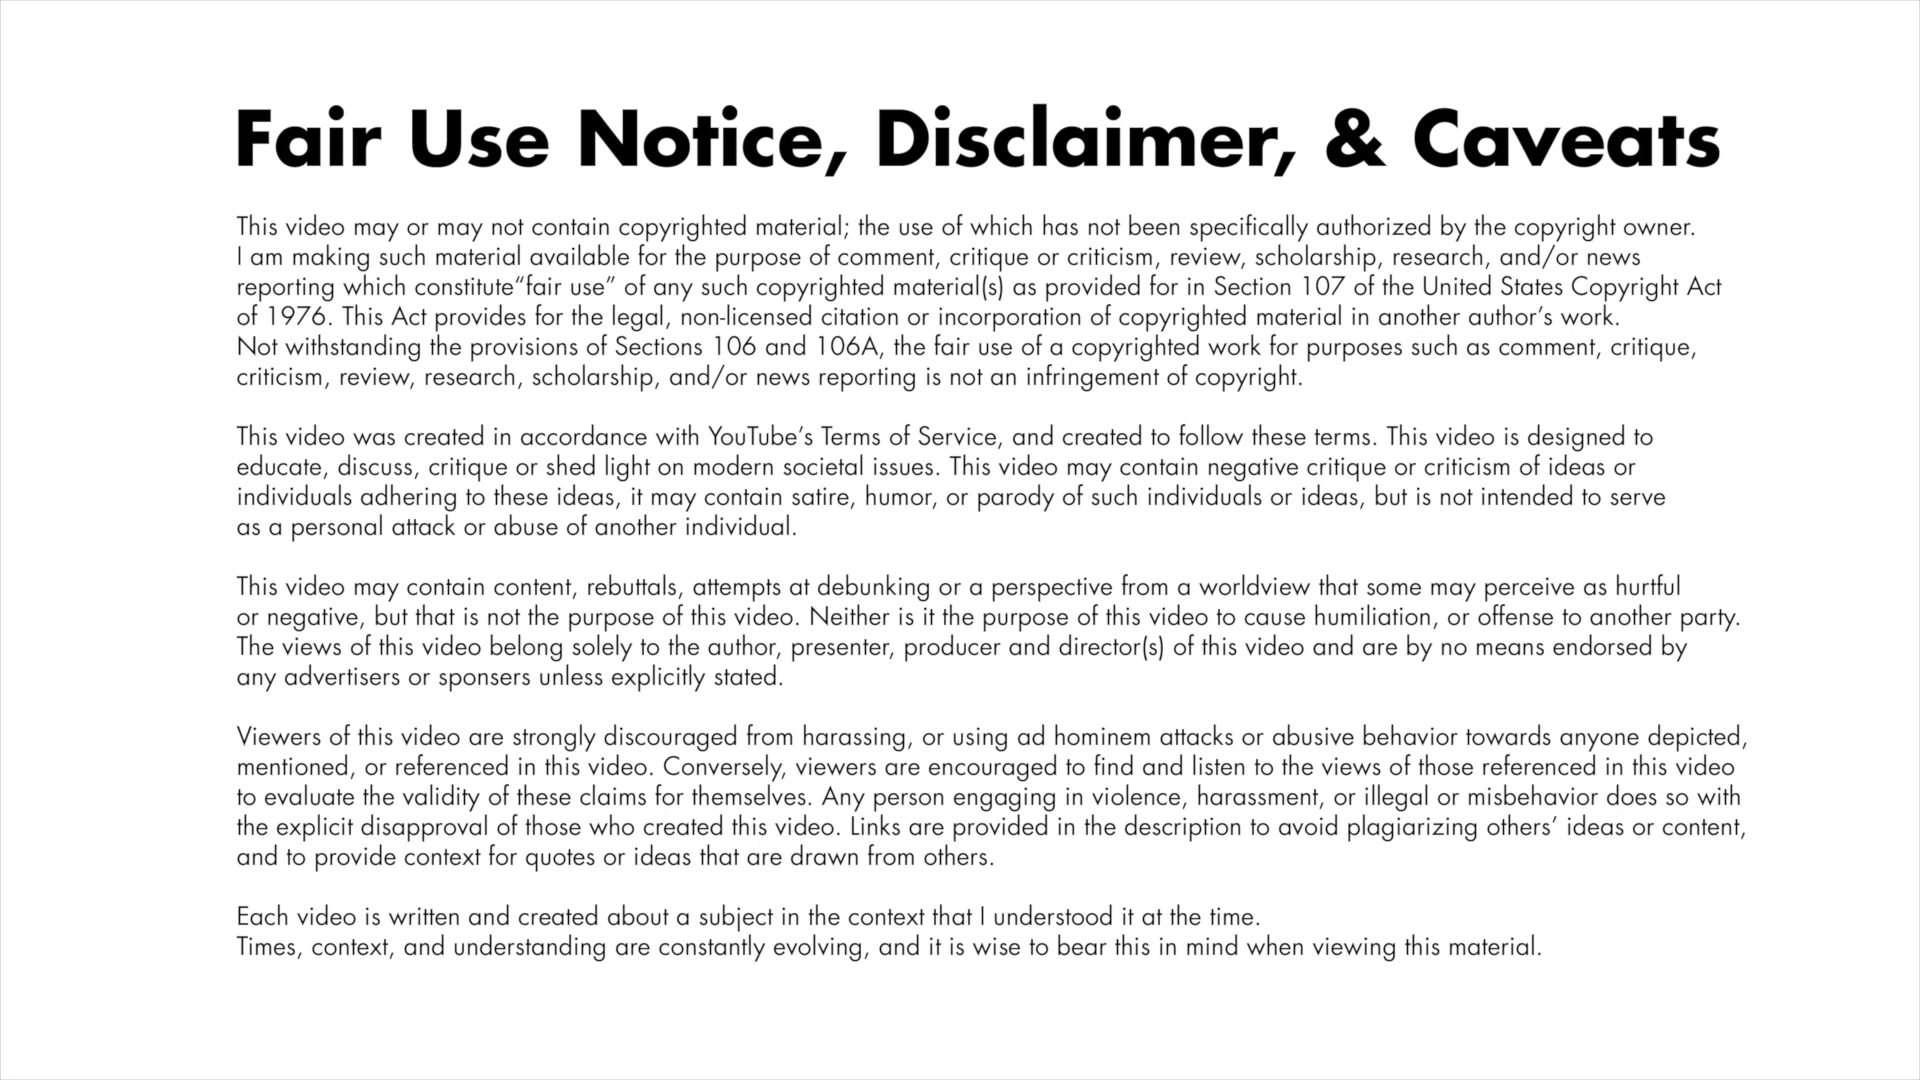 Fair Use Notice, Disclaimer, & Caveats
This video may or may not contain copyrighted material; the use of which has not been specifically authorized by the copyright owner.
I am making such material available for the purpose of comment, critique or criticism, review, scholarship, research, and/or news
reporting which constitute“fair use” of any such copyrighted material(s) as provided for in Section 107 of the United States Copyright Act
of 1976. This Act provides for the legal, non-licensed citation or incorporation of copyrighted material in another author’s work.
Not withstanding the provisions of Sections 106 and 106A, the fair use of a copyrighted work for purposes such as comment, critique,
criticism, review, research, scholarship, and/or news reporting is not an infringement of copyright.
This video was created in accordance with YouTube’s Terms of Service, and created to follow these terms. This video is designed to
educate, discuss, critique or shed light on modern societal issues. This video may contain negative critique or criticism of ideas or
individuals adhering to these ideas, it may contain satire, humor, or parody of such individuals or ideas, but is not intended to serve
as a personal attack or abuse of another individual.
This video may contain content, rebuttals, attempts at debunking or a perspective from a worldview that some may perceive as hurtful
or negative, but that is not the purpose of this video. Neither is it the purpose of this video to cause humiliation, or offense to another party.
The views of this video belong solely to the author, presenter, producer and director(s) of this video and are by no means endorsed by
any advertisers or sponsers unless explicitly stated.
Viewers of this video are strongly discouraged from harassing, or using ad hominem attacks or abusive behavior towards anyone depicted,
mentioned, or referenced in this video. Conversely, viewers are encouraged to find and listen to the views of those referenced in this video
to evaluate the validity of these claims for themselves. Any person engaging in violence, harassment, or illegal or misbehavior does so with
the explicit disapproval of those who created this video. Links are provided in the description to avoid plagiarizing others’ ideas or content,
and to provide context for quotes or ideas that are drawn from others.
Each video is written and created about a subject in the context that I understood it at the time.
Times, context, and understanding are constantly evolving, and it is wise to bear this in mind when viewing this material.